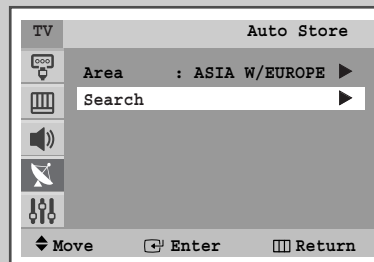 TV Auto Store
Area : ASIA W/EUROPE ▶
Search ▶
Move Enter Return